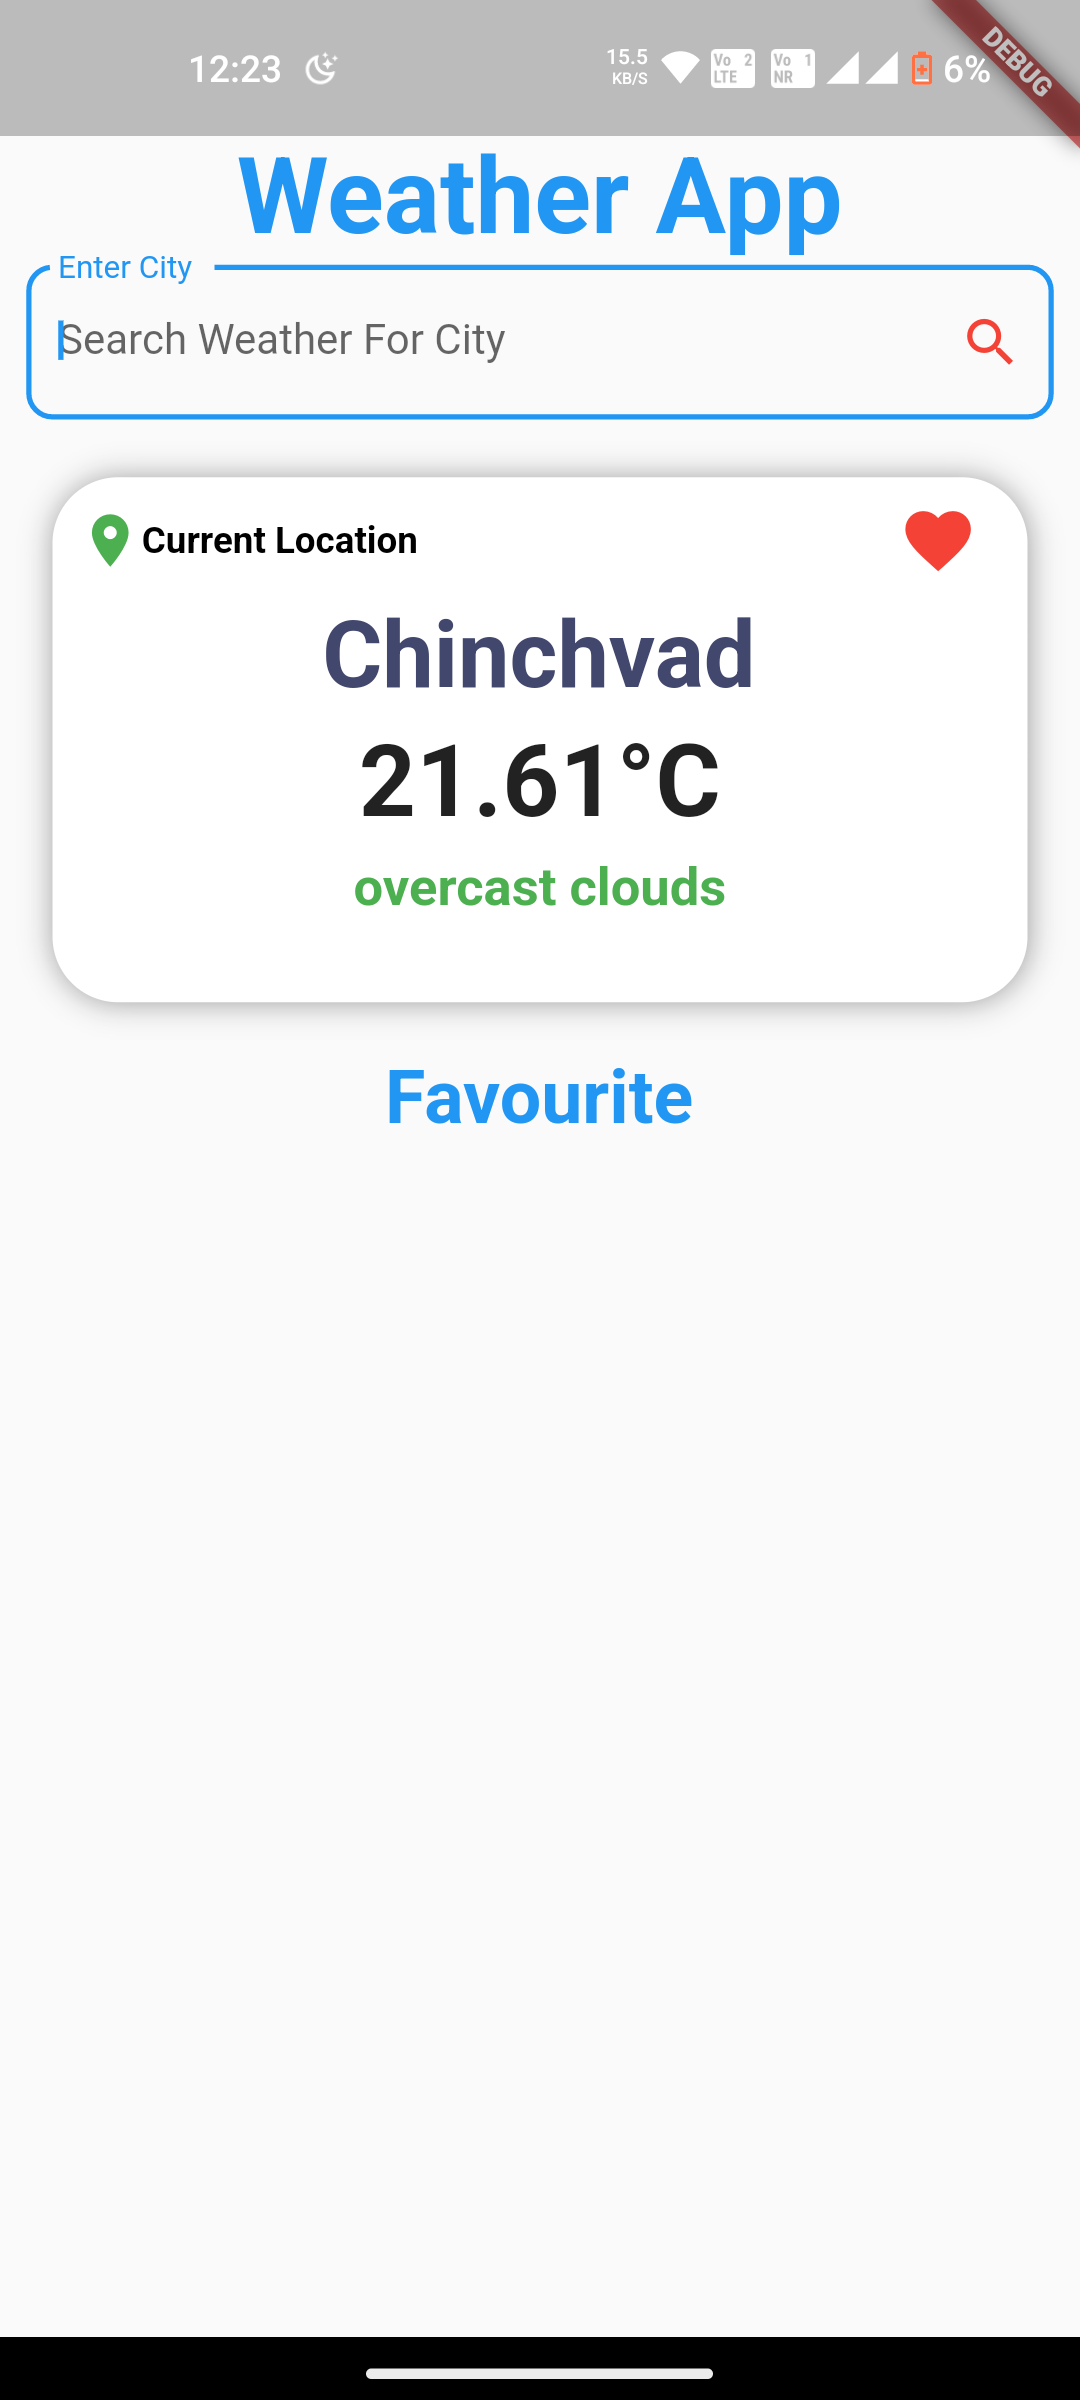 12:23
15.5
KB/S
Vo 2
LTE
Vo 1
NR
6%
DEBUG
Weather App
Enter City
Search Weather For City
Current Location
Chinchvad
21.61°C
overcast clouds
Favourite